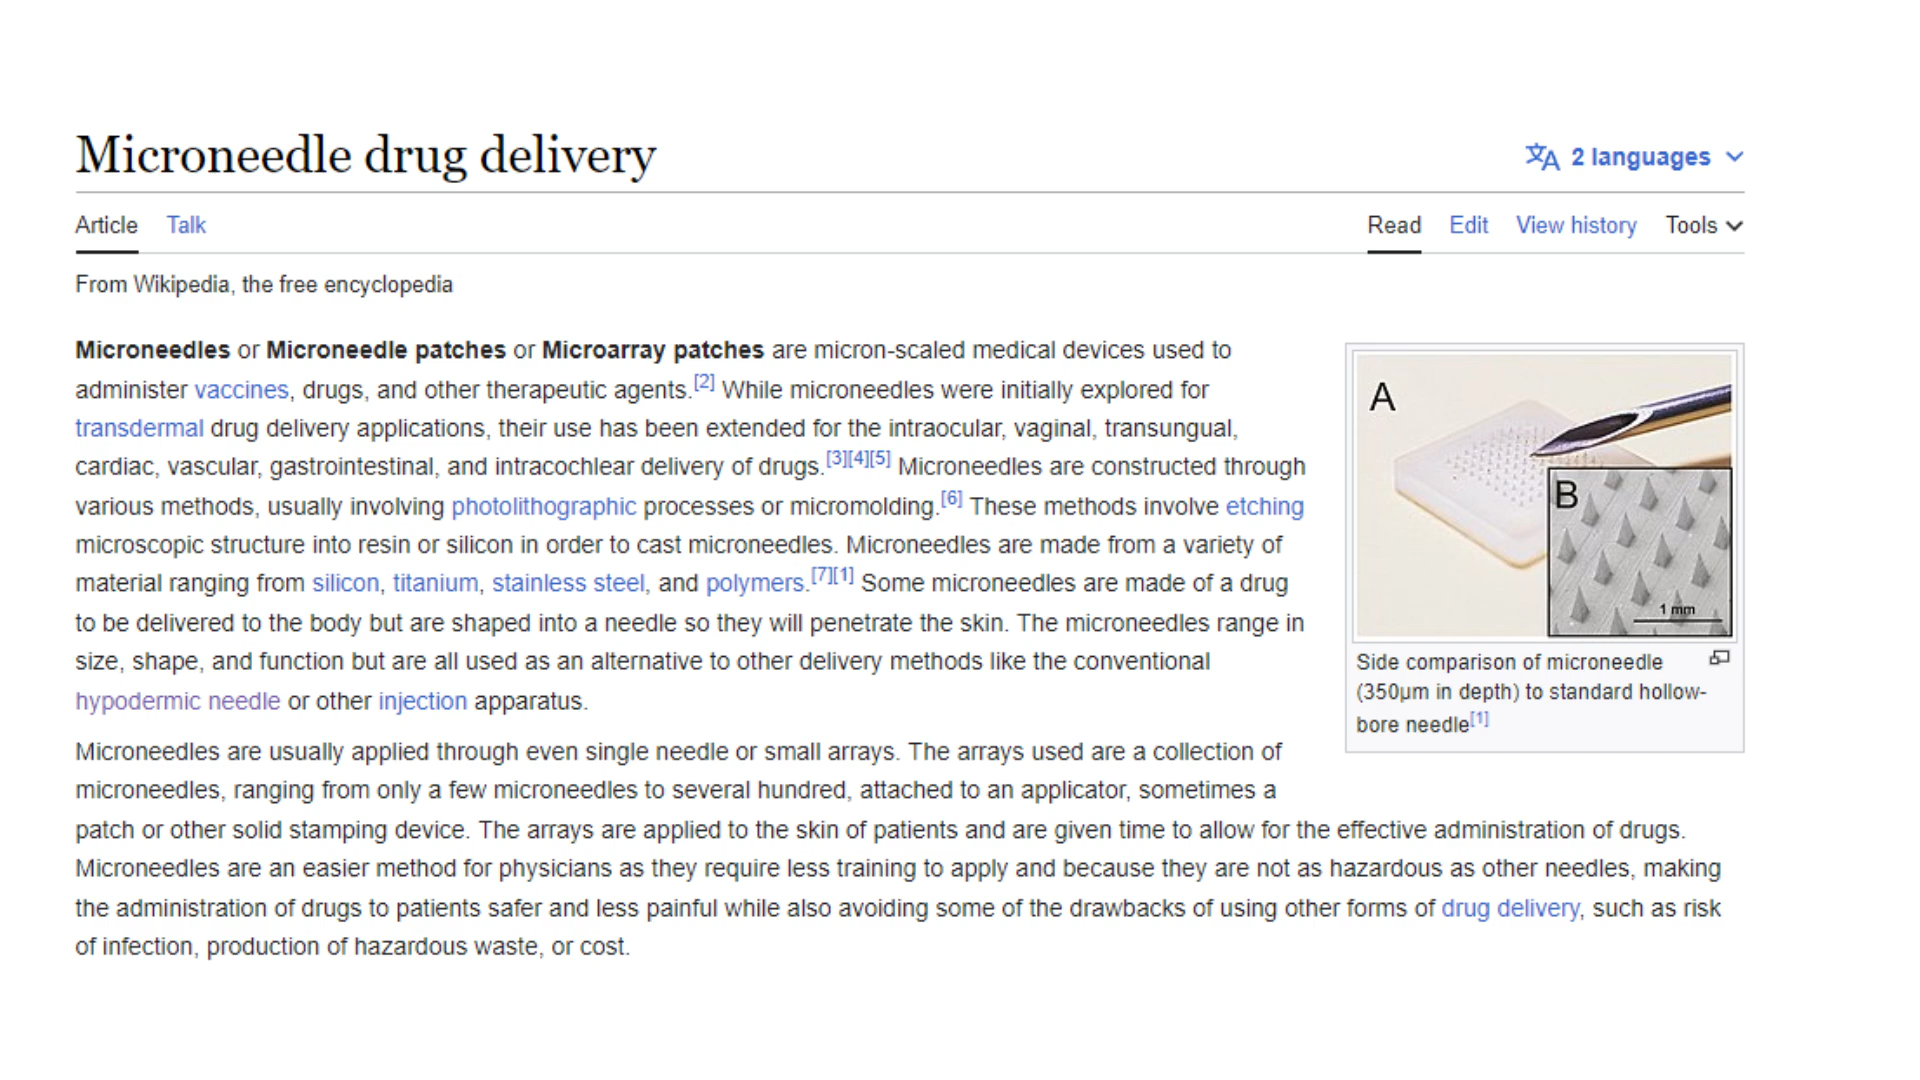 Microneedle drug delivery
2 languages
Article Talk
Read Edit View history Tools
From Wikipedia, the free encyclopedia
Microneedles or Microneedle patches or Microarray patches are micron-scaled medical devices used to
administer vaccines, drugs, and other therapeutic agents.[2] While microneedles were initially explored for
transdermal drug delivery applications, their use has been extended for the intraocular, vaginal, transungual,
cardiac, vascular, gastrointestinal, and intracochlear delivery of drugs.[3][4][5] Microneedles are constructed through
various methods, usually involving photolithographic processes or micromolding.[6] These methods involve etching
microscopic structure into resin or silicon in order to cast microneedles. Microneedles are made from a variety of
material ranging from silicon, titanium, stainless steel, and polymers.[7][1] Some microneedles are made of a drug
to be delivered to the body but are shaped into a needle so they will penetrate the skin. The microneedles range in
size, shape, and function but are all used as an alternative to other delivery methods like the conventional
hypodermic needle or other injection apparatus.
A
B
1 mm
Side comparison of microneedle
(350μm in depth) to standard hollow-
bore needle[1]
Microneedles are usually applied through even single needle or small arrays. The arrays used are a collection of
microneedles, ranging from only a few microneedles to several hundred, attached to an applicator, sometimes a
patch or other solid stamping device. The arrays are applied to the skin of patients and are given time to allow for the effective administration of drugs.
Microneedles are an easier method for physicians as they require less training to apply and because they are not as hazardous as other needles, making
the administration of drugs to patients safer and less painful while also avoiding some of the drawbacks of using other forms of drug delivery, such as risk
of infection, production of hazardous waste, or cost.